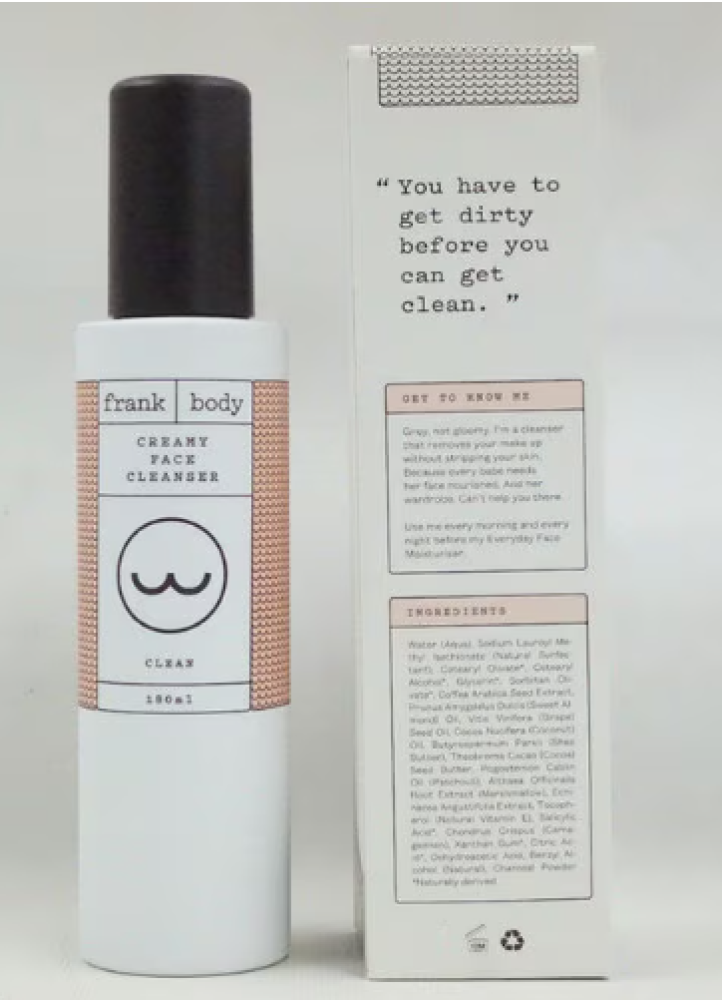 frank body
CREAMY
FACE
CLEANSER
CLEAN
180ml
“ You have to
get dirty
before you
can get
clean. ”
GET TO KNOW ME
Grey, not gloomy. I'm a cleanser
that removes your make up
without stripping your skin.
Because every babe needs
her face nourished. And her
wardrobe. Can't help you there.
Use me every morning and every
night before my Everyday Face
Moisturiser.
INGREDIENTS
Water (Aqua), Sodium Lauroyl Me-
thyl Isethionate (Natural Surfac-
tant), Cetearyl Olivate*, Cetearyl
Alcohol*, Glycerin*, Sorbitan Oli-
vate*, Coffea Arabica Seed Extract,
Prunus Amygdalus Dulcis (Sweet Al-
mond) Oil, Vitis Vinifera (Grape)
Seed Oil, Cocos Nucifera (Coconut)
Oil, Butyrospermum Parkii (Shea
Butter), Theobroma Cacao (Cocoa)
Seed Butter, Pogostemon Cablin
Oil (Patchouli), Althaea Officinalis
Root Extract (Marshmallow), Echi-
nacea Angustifolia Extract, Tocoph-
erol (Natural Vitamin E), Salicylic
Acid*, Chondrus Crispus (Carra-
geenan), Xanthan Gum*, Citric Ac-
id*, Dehydroacetic Acid, Benzyl Al-
cohol (Natural), Charcoal Powder
*Naturally derived
12M